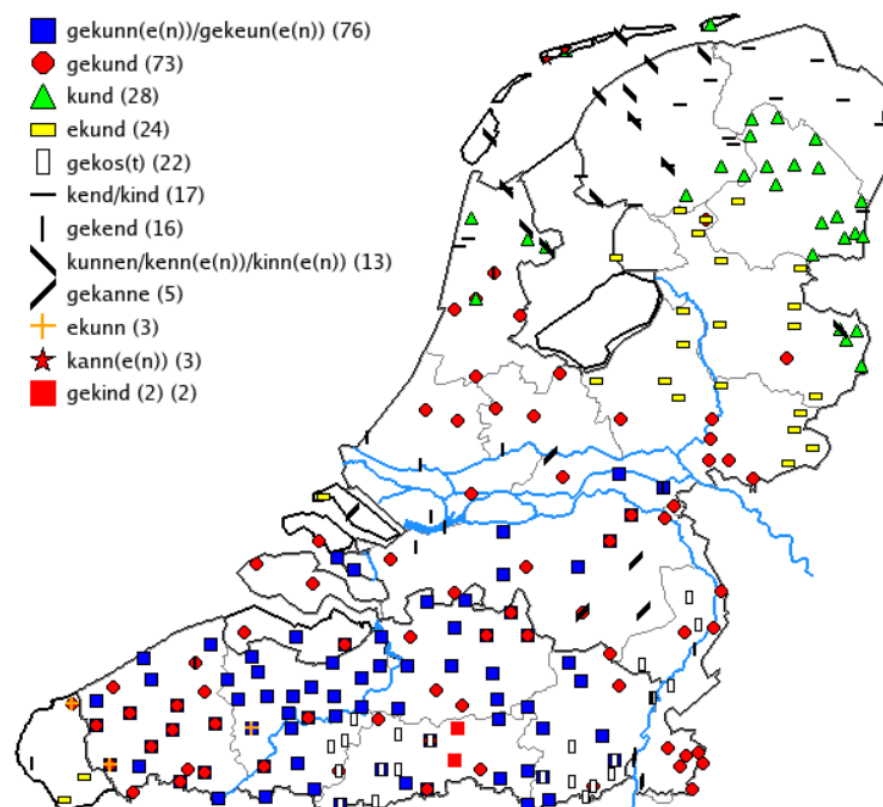 gekunn(e(n))/gekeun(e(n)) (76)
gekund (73)
kund (28)
ekund (24)
gekos(t) (22)
kend/kind (17)
gekend (16)
kunnen/kenn(e(n))/kinn(e(n)) (13)
gekanne (5)
ekunn (3)
kann(e(n)) (3)
gekind (2) (2)